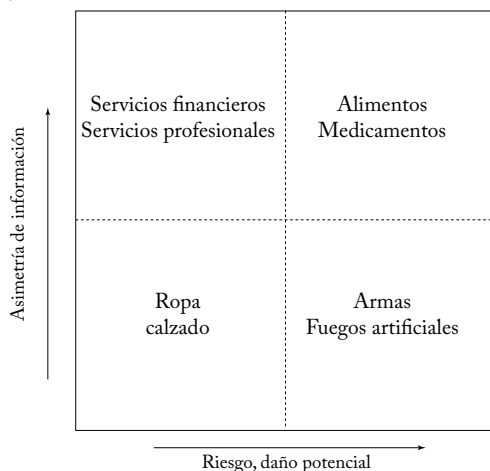 Servicios financieros
Servicios profesionales
Alimentos
Medicamentos
Asimetría de información
Ropa
calzado
Armas
Fuegos artificiales
Riesgo, daño potencial